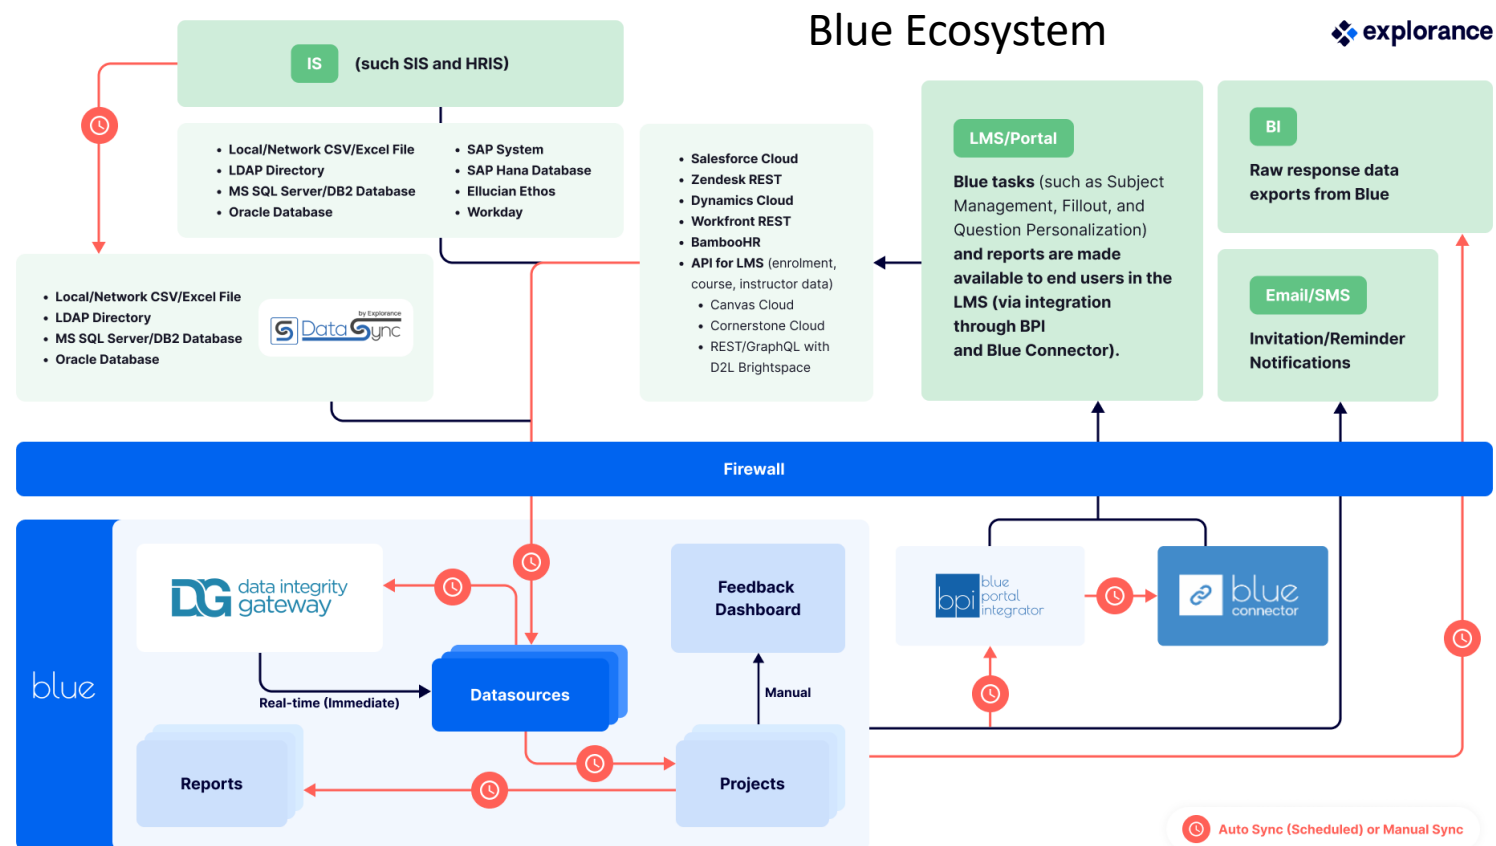 Blue Ecosystem
explorance
IS
(such SIS and HRIS)
• Local/Network CSV/Excel File
• LDAP Directory
• MS SQL Server/DB2 Database
• Oracle Database
• SAP System
• SAP Hana Database
• Ellucian Ethos
• Workday
• Salesforce Cloud
• Zendesk REST
• Dynamics Cloud
• Workfront REST
• BambooHR
• API for LMS (enrolment,
course, instructor data)
• Canvas Cloud
• Cornerstone Cloud
• REST/GraphQL with
D2L Brightspace
LMS/Portal
Blue tasks (such as Subject
Management, Fillout, and
Question Personalization)
and reports are made
available to end users in the
LMS (via integration
through BPI
and Blue Connector).
BI
Raw response data
exports from Blue
Email/SMS
Invitation/Reminder
Notifications
• Local/Network CSV/Excel File
• LDAP Directory
• MS SQL Server/DB2 Database
• Oracle Database
by Explorance
Data Sync
Firewall
blue
DG data integrity
gateway
Real-time (Immediate)
Datasources
Feedback
Dashboard
Manual
Reports
Projects
bpi
blue
portal
integrator
blue
connector
Auto Sync (Scheduled) or Manual Sync